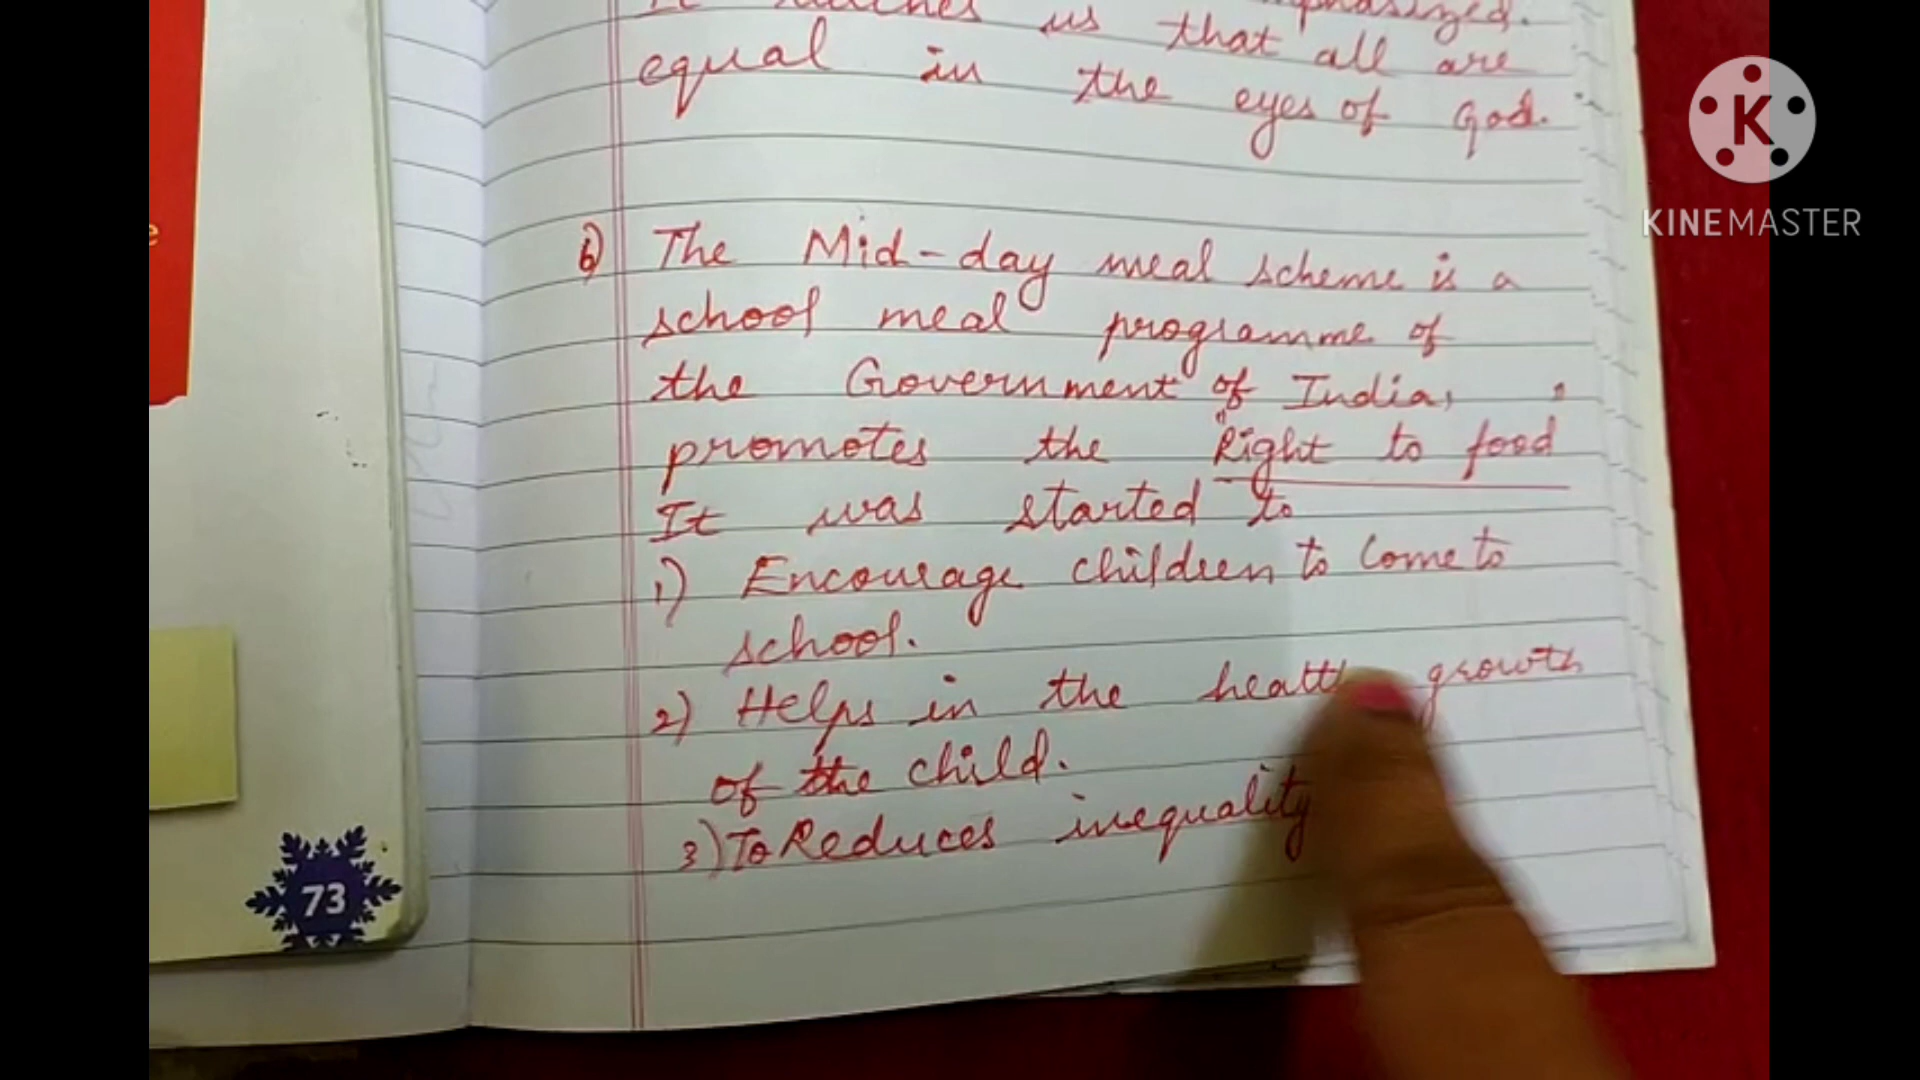 us that all are
equal in the eyes of God.
6) The Mid-day meal scheme is a
school meal programme of
the Government of India,
promotes the "Right to food
It was started to
1) Encourage children to come to
school.
2) Helps in the growth
of the child.
3) To Reduces inequality
73
K
KINEMASTER